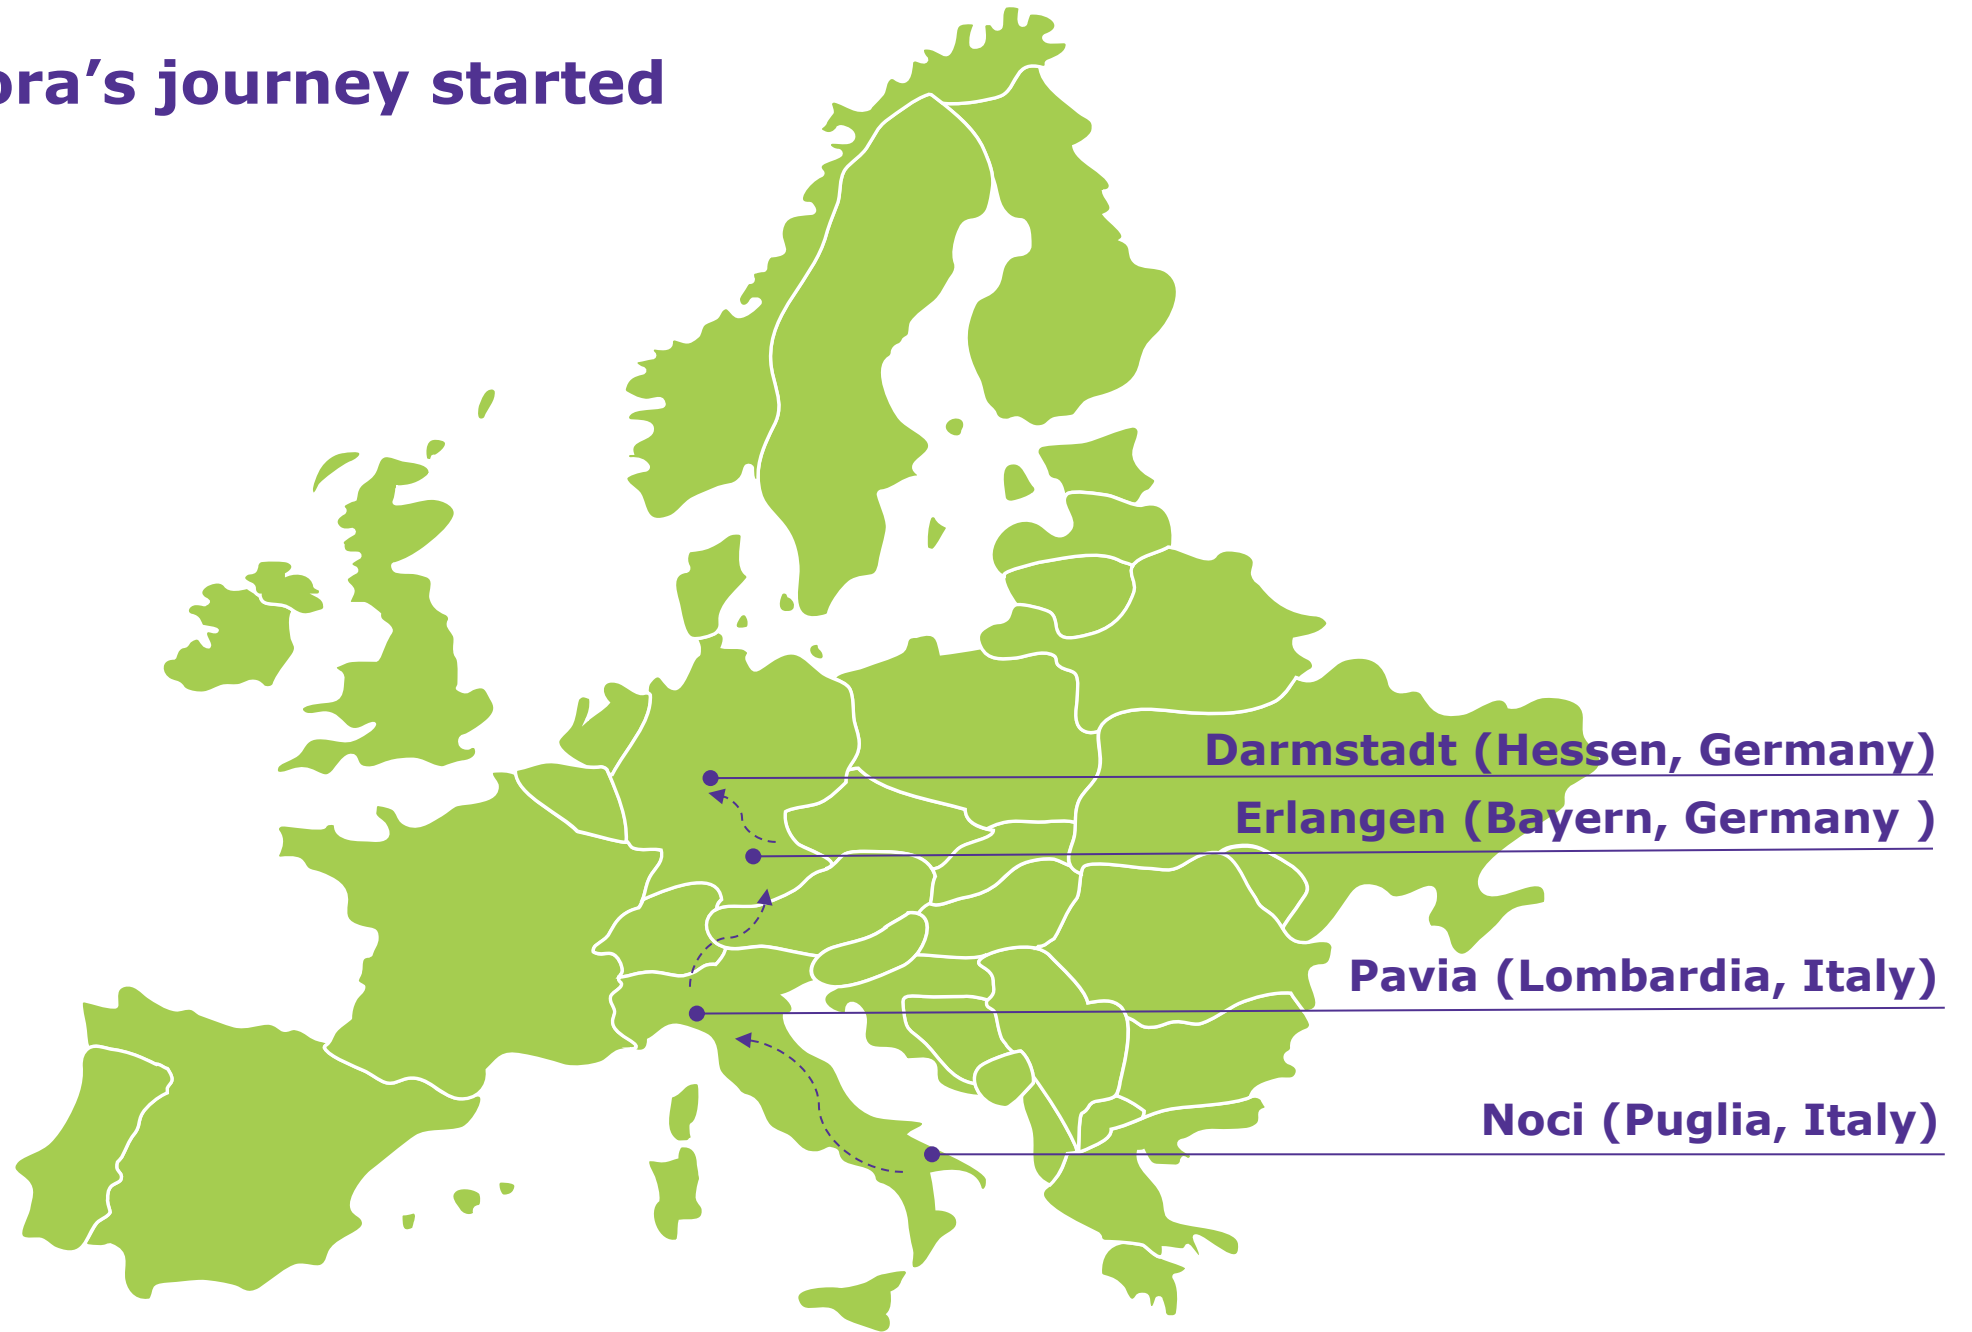 ora’s journey started
Darmstadt (Hessen, Germany)
Erlangen (Bayern, Germany )
Pavia (Lombardia, Italy)
Noci (Puglia, Italy)